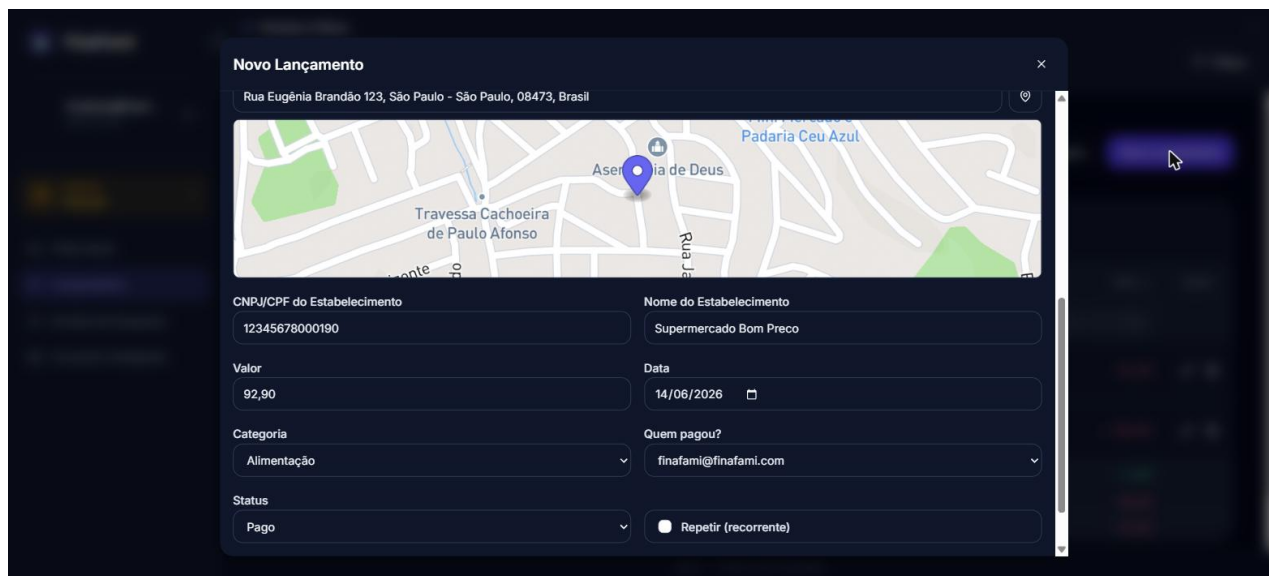 Novo Lançamento
Rua Eugênia Brandão 123, São Paulo - São Paulo, 08473, Brasil
Padaria Ceu Azul
Travessa Cachoeira
de Paulo Afonso
CNPJ/CPF do Estabelecimento
Nome do Estabelecimento
12345678000190
Supermercado Bom Preco
Valor
Data
92,90
14/06/2026
Categoria
Quem pagou?
Alimentação
finafami@finafami.com
Status
Pago
Repetir (recorrente)